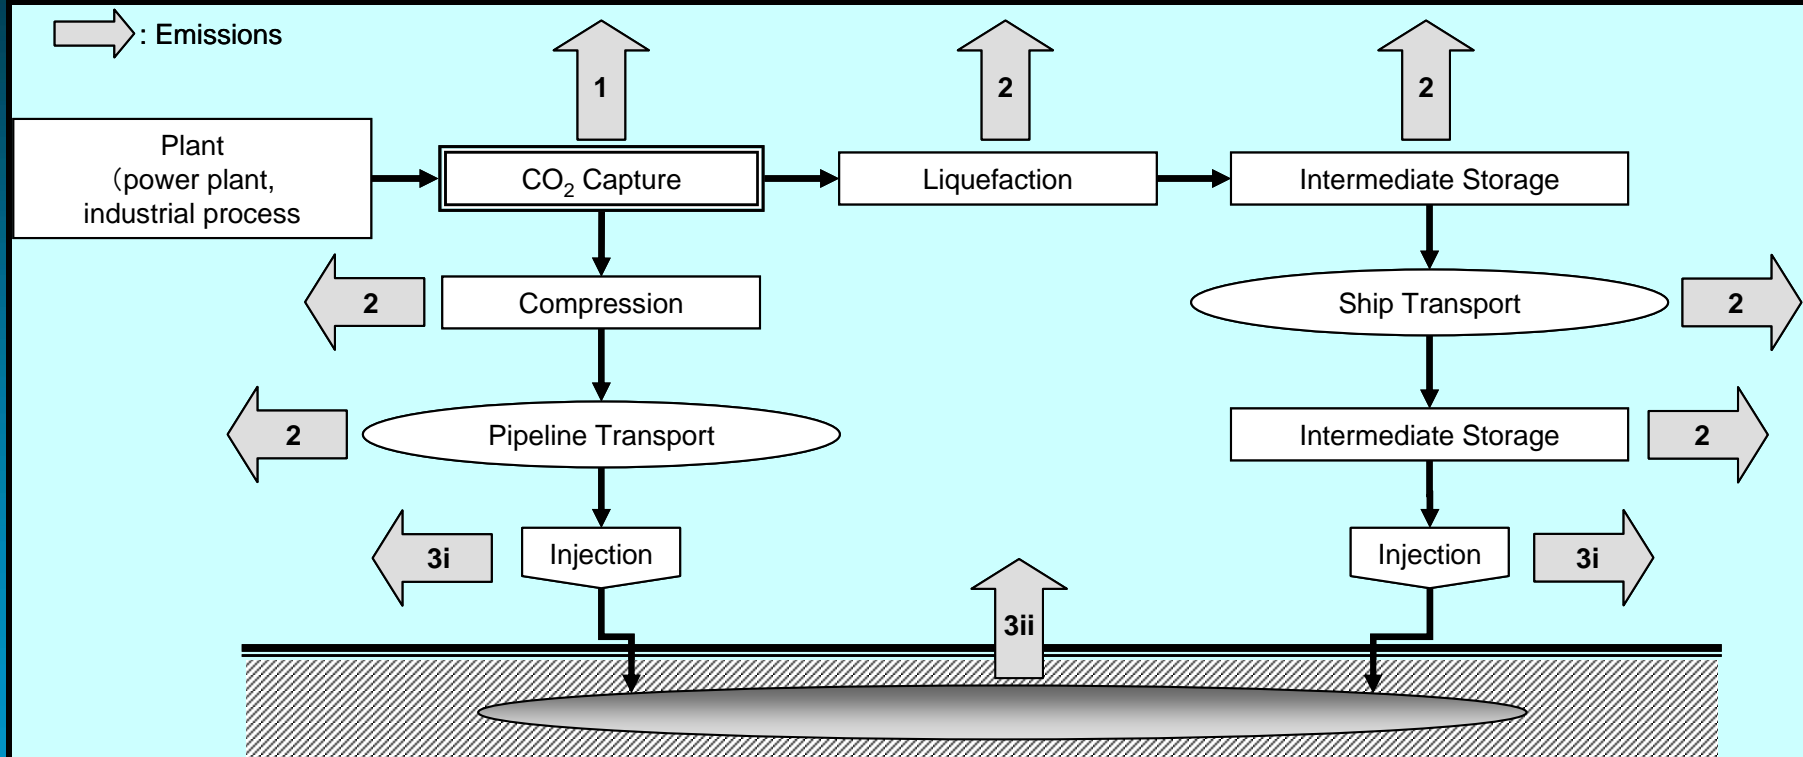 : Emissions
1
2
2
Plant
（power plant,
industrial process
CO₂ Capture
Liquefaction
Intermediate Storage
2
Compression
Ship Transport
2
2
Pipeline Transport
Intermediate Storage
2
3i
Injection
Injection
3i
3ii